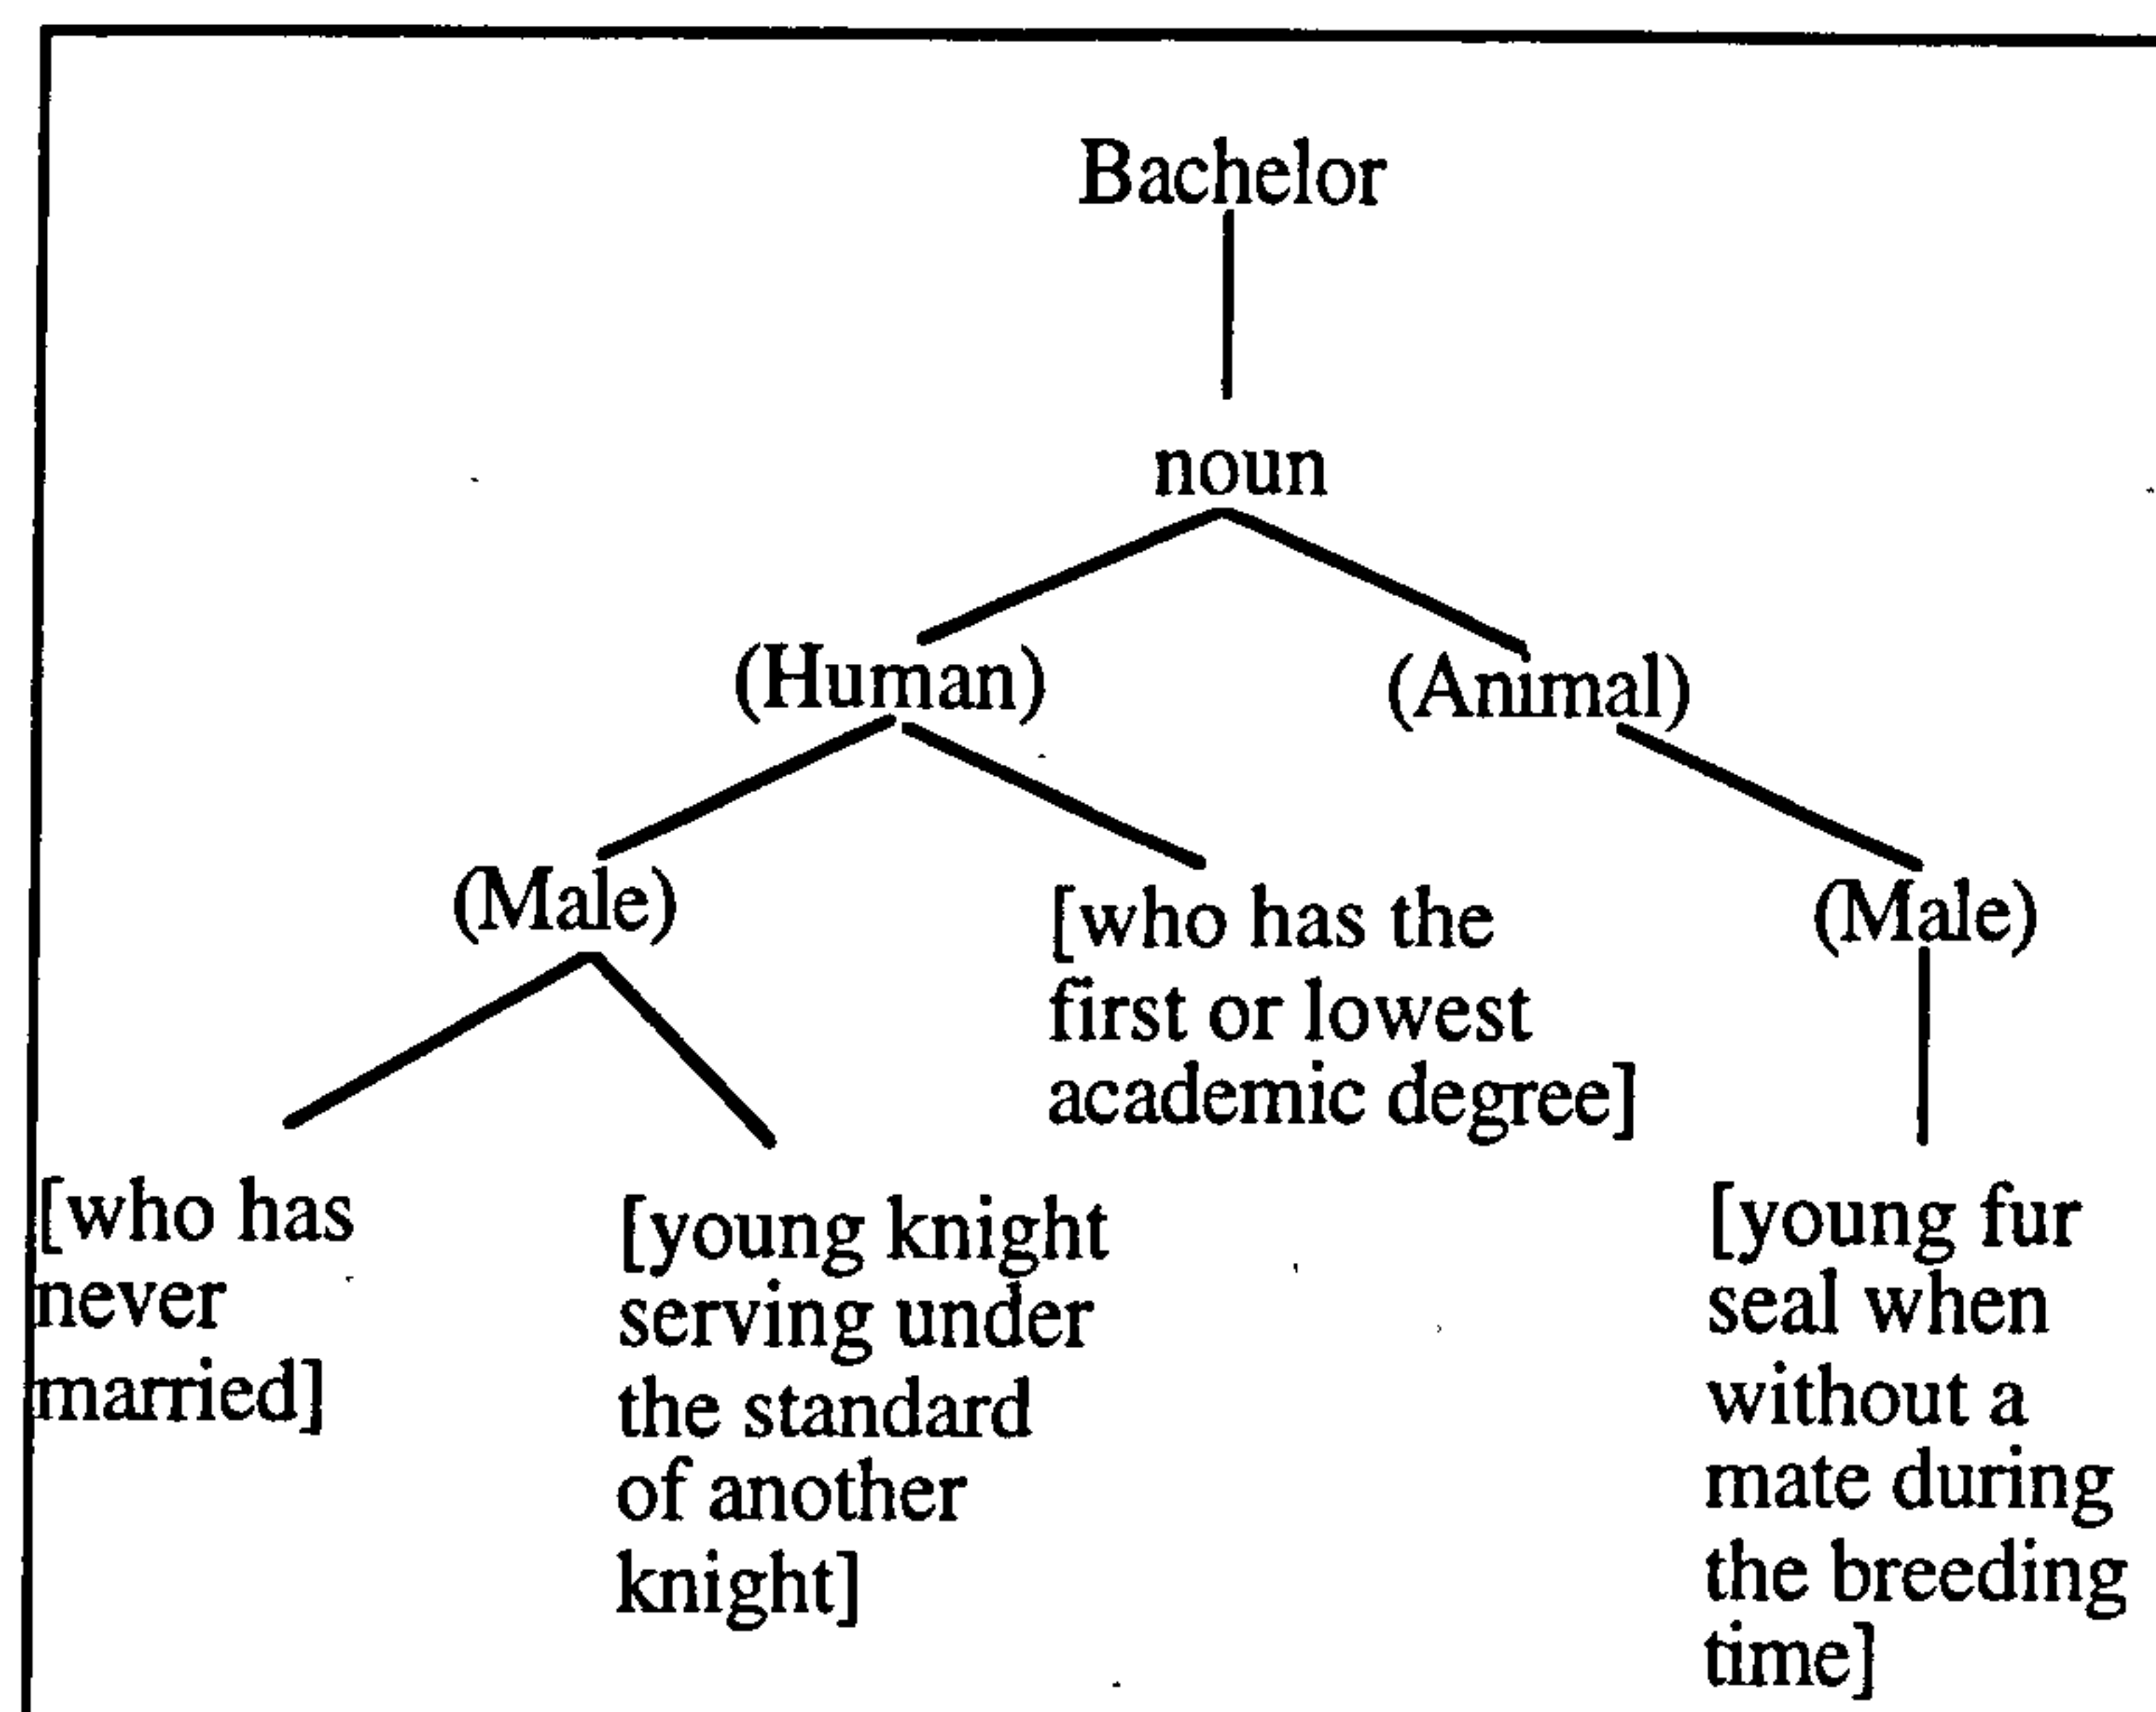 Bachelor
noun
(Human)
(Animal)
(Male)
[who has the
first or lowest
academic degree]
(Male)
[who has
never
married]
[young knight
serving under
the standard
of another
knight]
[young fur
seal when
without a
mate during
the breeding
time]